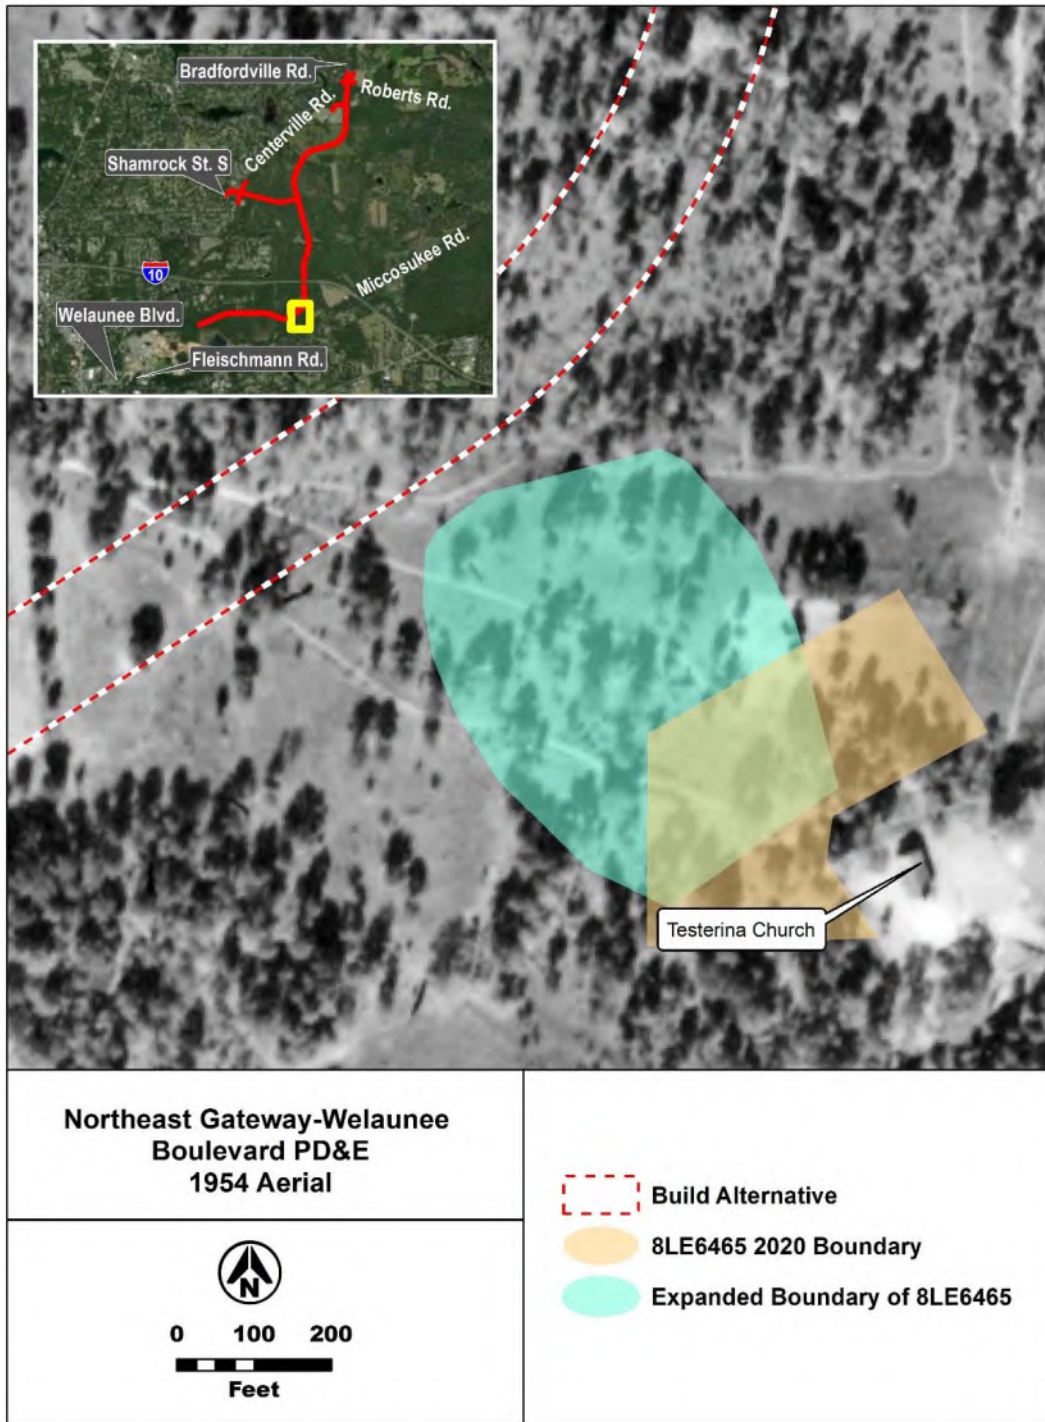 Bradfordville Rd.
Roberts Rd.
Centerville Rd.
Shamrock St. S
Miccosukee Rd.
10
Welaunee Blvd.
Fleischmann Rd.
Testerina Church
Northeast Gateway-Welaunee
Boulevard PD&E
1954 Aerial
N
0 100 200
Feet
Build Alternative
8LE6465 2020 Boundary
Expanded Boundary of 8LE6465